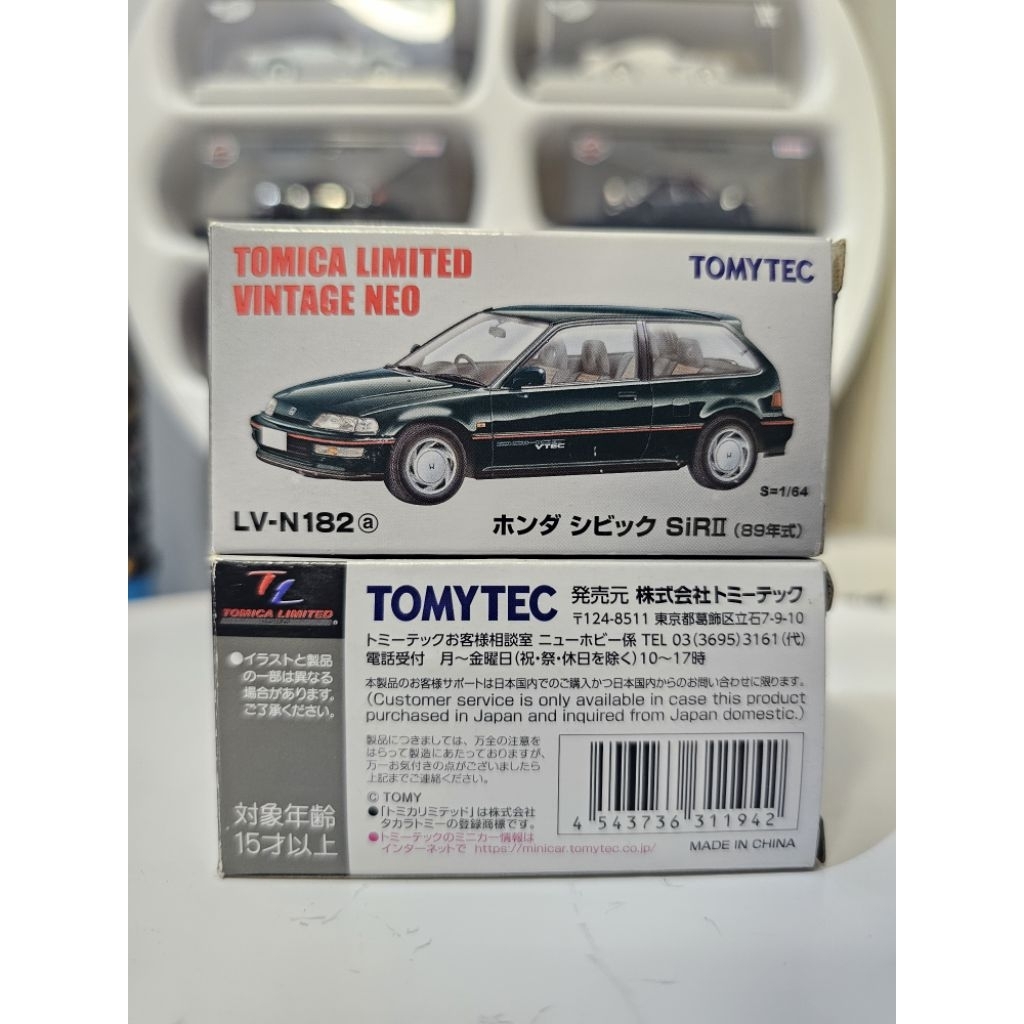 TOMICA LIMITED
VINTAGE NEO
TOMYTEC
VTEC
S=1/64
LV-N182ⓐ
ホンダ シビック SiRⅡ (89年式)
TL
TOMICA LIMITED
TOMYTEC 発売元 株式会社トミーテック
〒124-8511 東京都葛飾区立石7-9-10
トミーテックお客様相談室 ニューホビー係 TEL 03(3695)3161(代)
電話受付 月～金曜日(祝・祭・休日を除く)10～17時
本製品のお客様サポートは日本国内でのご購入かつ日本国内からのお問い合わせに限ります。
(Customer service is only available in case this product
purchased in Japan and inquired from Japan domestic.)
●イラストと製品
の一部は異なる
場合があります。
ご了承ください。
製品につきましては、万全の注意を
はらって製造にあたっておりますが、
万一お気付きの点がございましたら
上記までご連絡ください。
© TOMY
●「トミカリミテッド」は株式会社
タカラトミーの登録商標です。
●トミーテックのミニカー情報は
インターネットで https://minicar.tomytec.co.jp/
対象年齢
15才以上
4 543736 311942
MADE IN CHINA